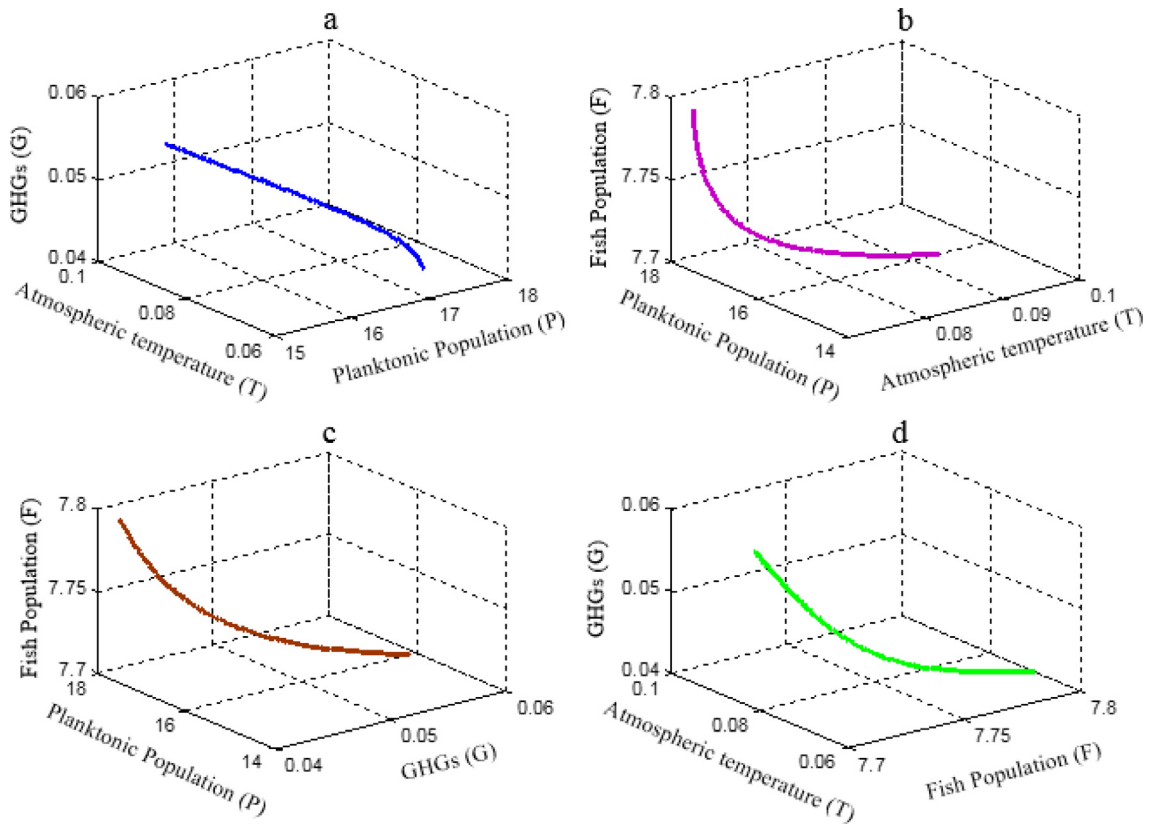 a
0.06
0.05
0.04
GHGs (G)
0.1
0.08
0.06
Atmospheric temperature (T)
15
16
17
18
Planktonic Population (P)
b
7.8
7.75
7.7
Fish Population (F)
18
16
14
Planktonic Population (P)
0.08
0.09
0.1
Atmospheric temperature (T)
c
7.8
7.75
7.7
Fish Population (F)
18
16
14
Planktonic Population (P)
0.04
0.05
0.06
GHGs (G)
d
0.06
0.05
0.04
GHGs (G)
0.1
0.08
0.06
Atmospheric temperature (T)
7.7
7.75
7.8
Fish Population (F)